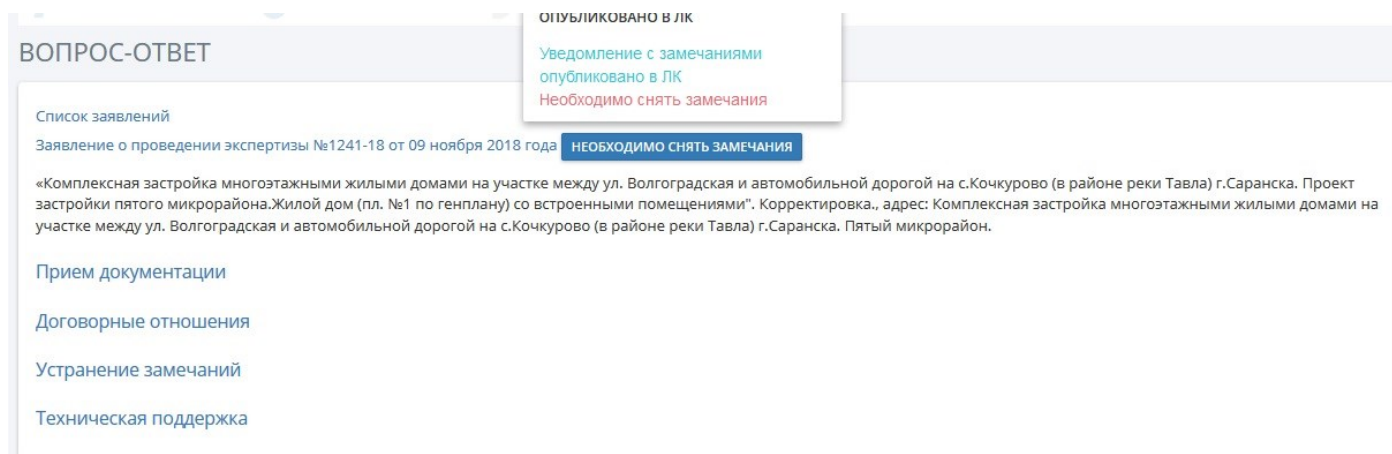 ОПУБЛИКОВАНО В ЛК
ВОПРОС-ОТВЕТ
Уведомление с замечаниями
опубликовано в ЛК
Необходимо снять замечания
Список заявлений
Заявление о проведении экспертизы №1241-18 от 09 ноября 2018 года НЕОБХОДИМО СНЯТЬ ЗАМЕЧАНИЯ
«Комплексная застройка многоэтажными жилыми домами на участке между ул. Волгоградская и автомобильной дорогой на с.Кочкурово (в районе реки Тавла) г.Саранска. Проект
застройки пятого микрорайона.Жилой дом (пл. №1 по генплану) со встроенными помещениями". Корректировка., адрес: Комплексная застройка многоэтажными жилыми домами на
участке между ул. Волгоградская и автомобильной дорогой на с.Кочкурово (в районе реки Тавла) г.Саранска. Пятый микрорайон.
Прием документации
Договорные отношения
Устранение замечаний
Техническая поддержка